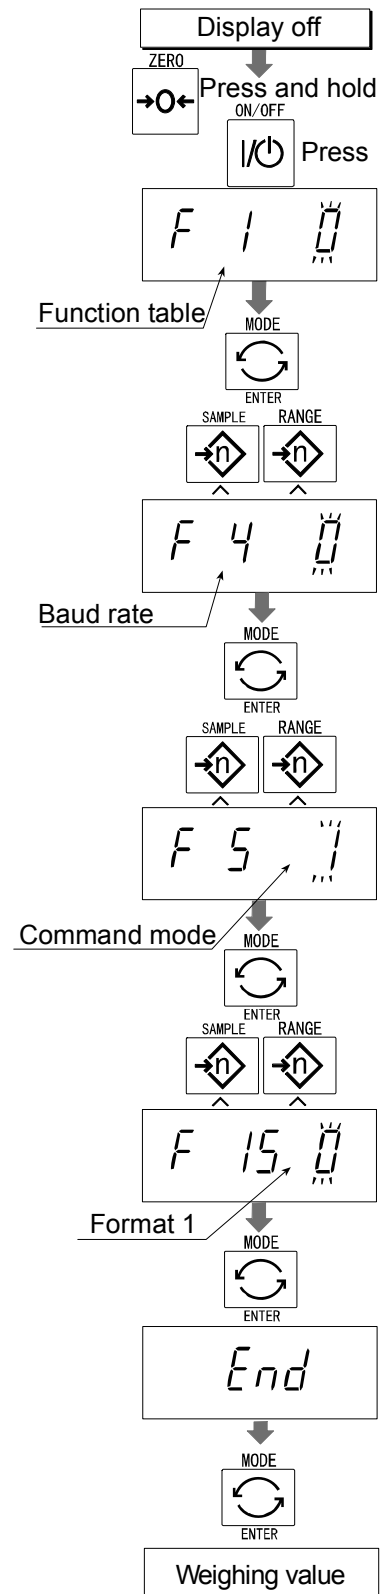 Display off
ZERO
→0←
Press and hold
ON/OFF
I/⏻ Press
F 1 0
Function table
MODE
ENTER
SAMPLE RANGE
→n →n
F 4 0
Baud rate
MODE
ENTER
SAMPLE RANGE
→n →n
F 5 1
Command mode
MODE
ENTER
SAMPLE RANGE
→n →n
F 15 0
Format 1
MODE
ENTER
End
MODE
ENTER
Weighing value